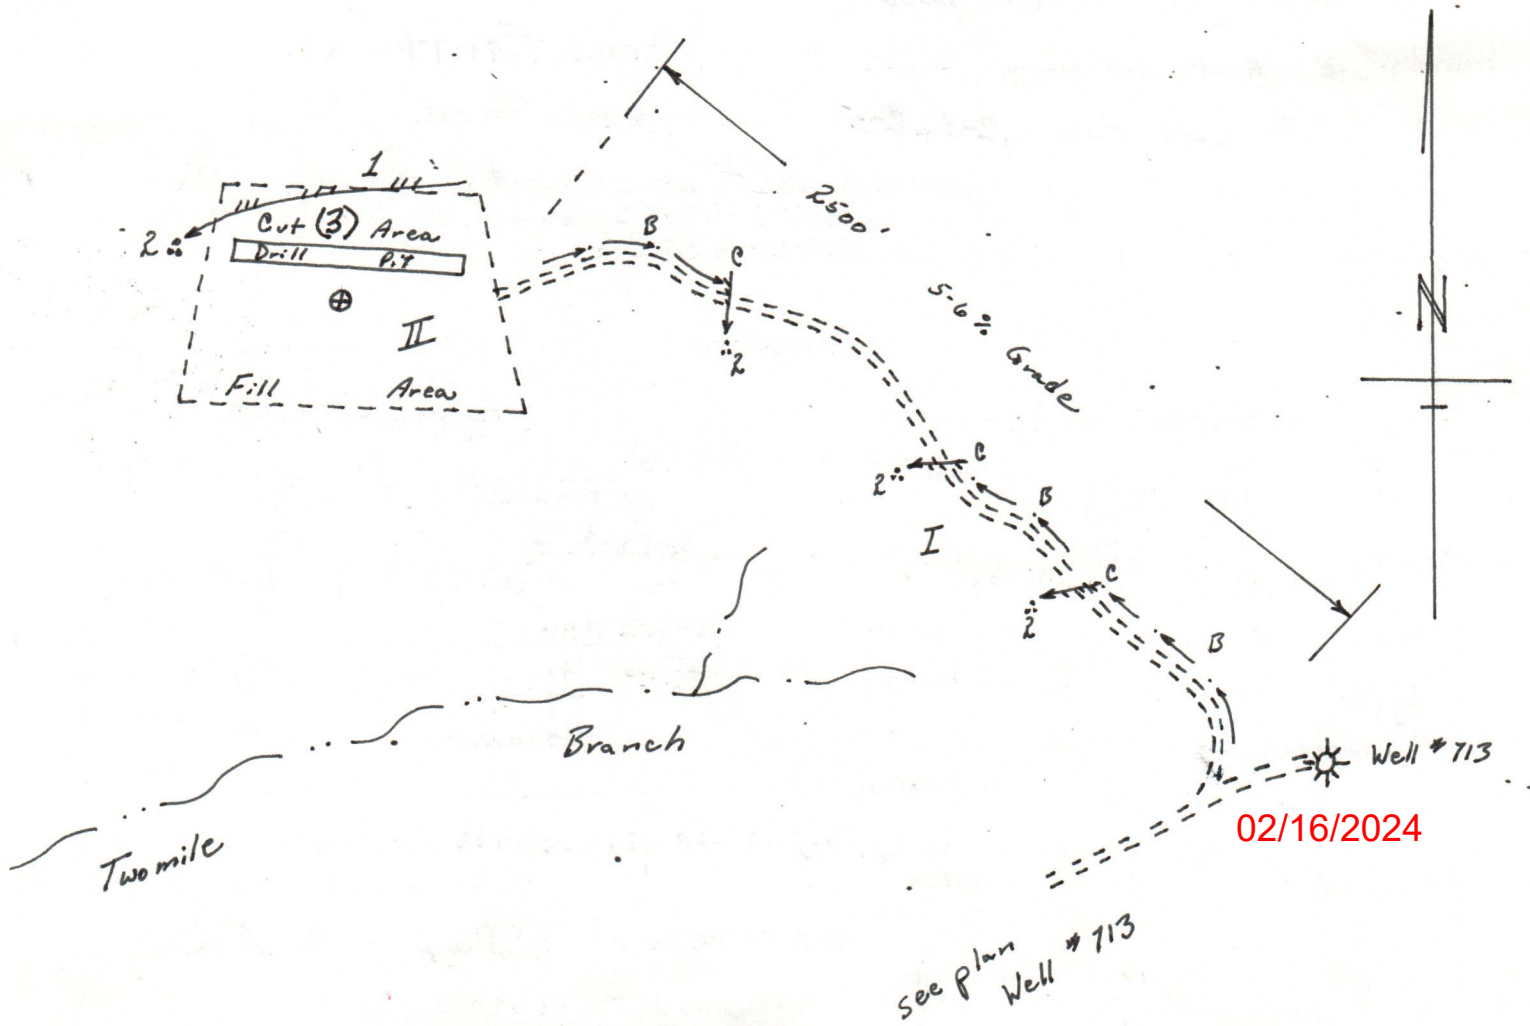 1
2500'
B
2
Cut (3) Area
Drill Pit
C
II
5-6 %
Grade
2
N
Fill Area
C
2
B
I
C
2
B
Branch
Well # 713
02/16/2024
Twomile
see plan
Well # 713